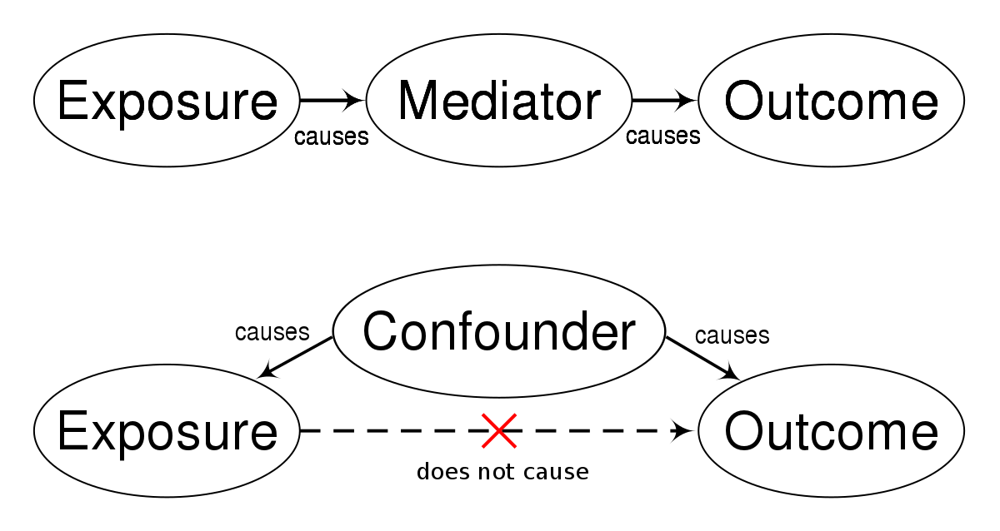 Exposure
causes
Mediator
causes
Outcome
Confounder
causes
causes
Exposure
does not cause
Outcome